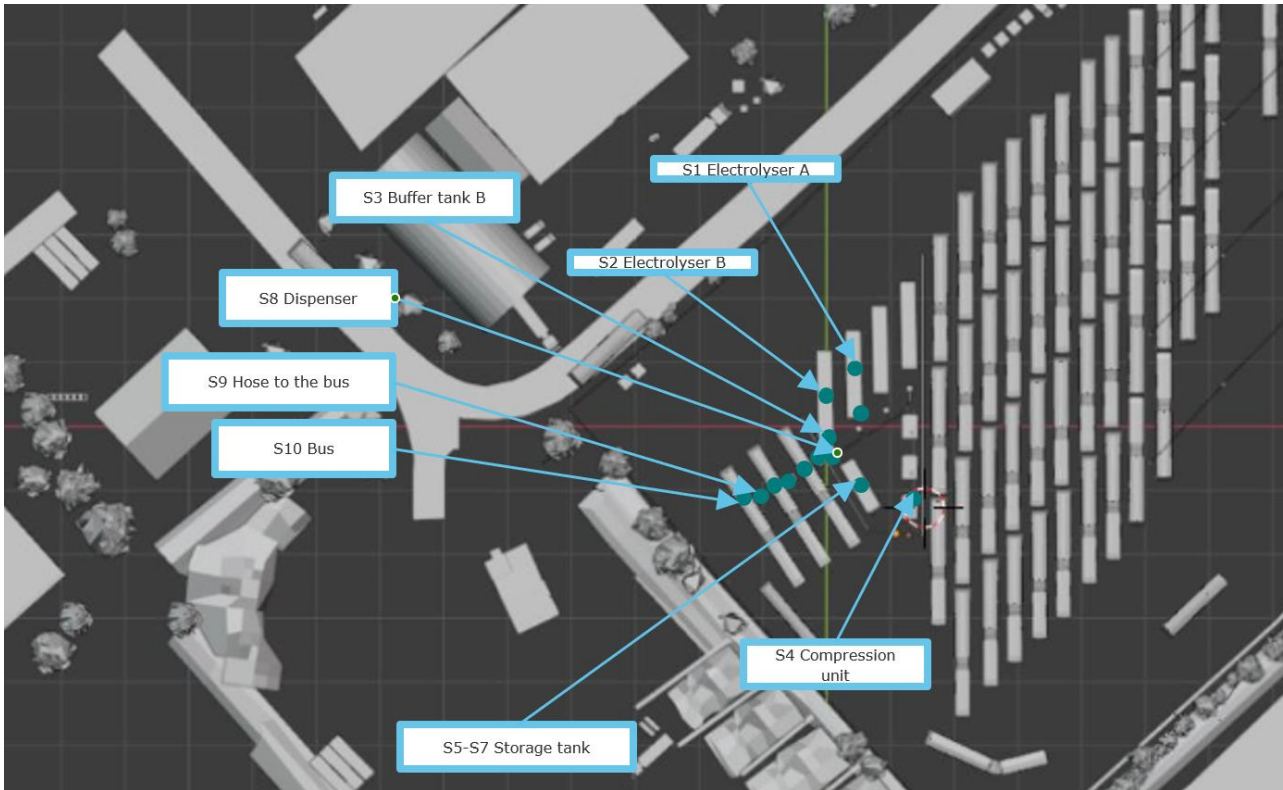 S1 Electrolyser A
S3 Buffer tank B
S2 Electrolyser B
S8 Dispenser
S9 Hose to the bus
S10 Bus
S4 Compression
unit
S5-S7 Storage tank